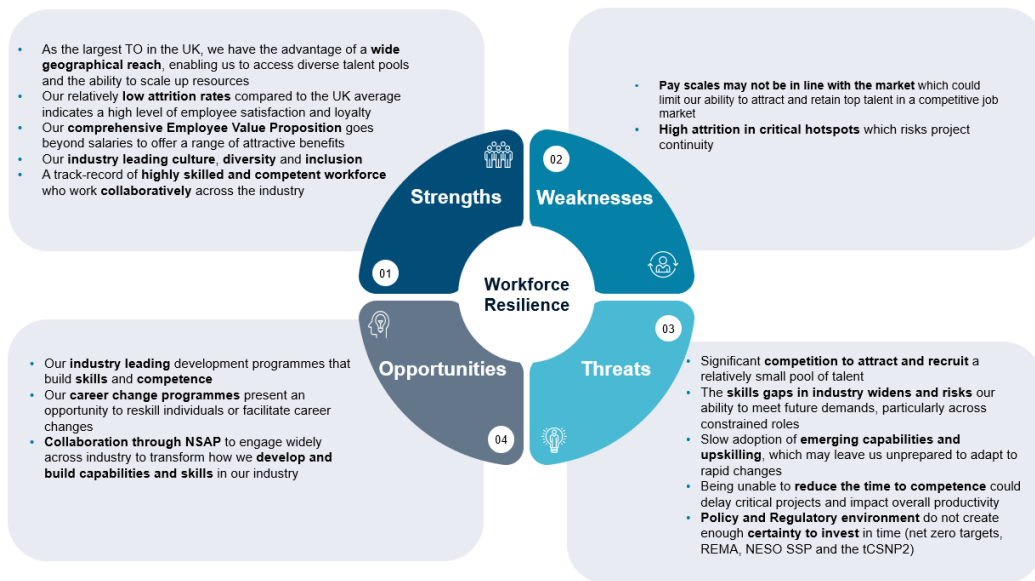 • As the largest TO in the UK, we have the advantage of a wide
geographical reach, enabling us to access diverse talent pools
and the ability to scale up resources
• Our relatively low attrition rates compared to the UK average
indicates a high level of employee satisfaction and loyalty
• Our comprehensive Employee Value Proposition goes
beyond salaries to offer a range of attractive benefits
• Our industry leading culture, diversity and inclusion
• A track-record of highly skilled and competent workforce
who work collaboratively across the industry
Strengths
01
• Pay scales may not be in line with the market which could
limit our ability to attract and retain top talent in a competitive job
market
• High attrition in critical hotspots which risks project
continuity
02
Weaknesses
Workforce
Resilience
03
Threats
• Significant competition to attract and recruit a
relatively small pool of talent
• The skills gaps in industry widens and risks our
ability to meet future demands, particularly across
constrained roles
• Slow adoption of emerging capabilities and
upskilling, which may leave us unprepared to adapt to
rapid changes
• Being unable to reduce the time to competence could
delay critical projects and impact overall productivity
• Policy and Regulatory environment do not create
enough certainty to invest in time (net zero targets,
REMA, NESO SSP and the tCSNP2)
• Our industry leading development programmes that
build skills and competence
• Our career change programmes present an
opportunity to reskill individuals or facilitate career
changes
• Collaboration through NSAP to engage widely
across industry to transform how we develop and
build capabilities and skills in our industry
Opportunities
04